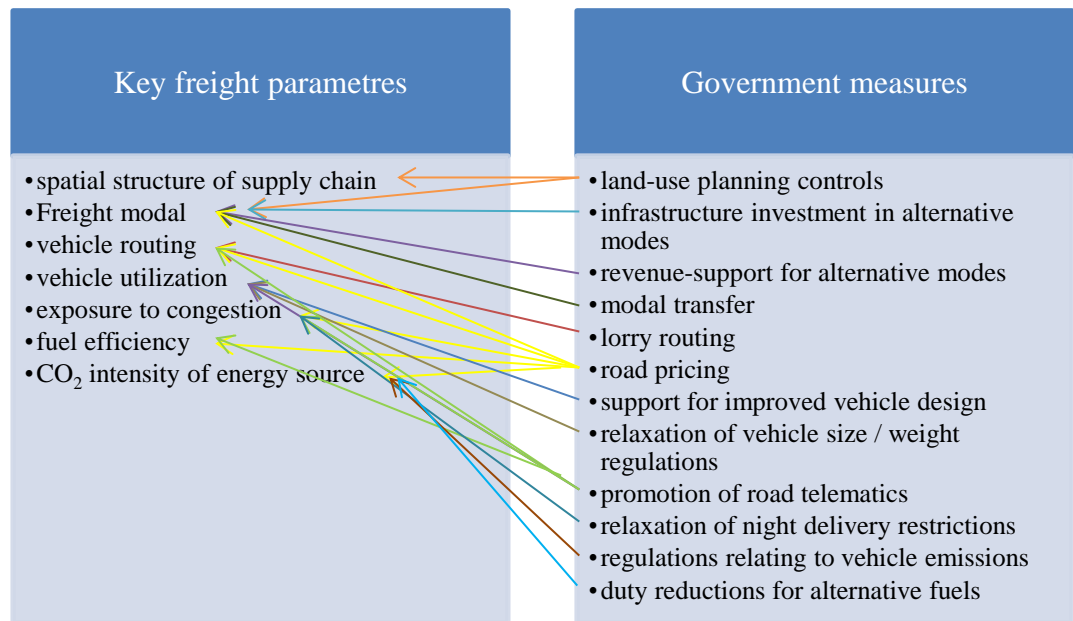 Key freight parametres
•spatial structure of supply chain
•Freight modal
•vehicle routing
•vehicle utilization
•exposure to congestion
•fuel efficiency
•CO₂ intensity of energy source
Government measures
•land-use planning controls
•infrastructure investment in alternative
modes
•revenue-support for alternative modes
•modal transfer
•lorry routing
•road pricing
•support for improved vehicle design
•relaxation of vehicle size / weight
regulations
•promotion of road telematics
•relaxation of night delivery restrictions
•regulations relating to vehicle emissions
•duty reductions for alternative fuels